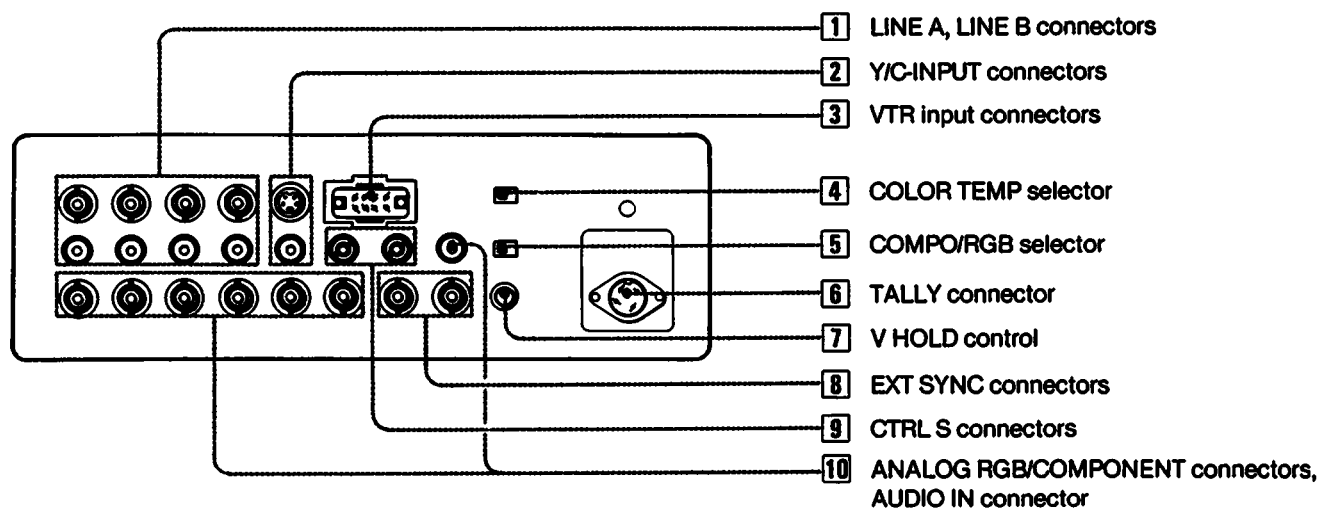 1 LINE A, LINE B connectors
2 Y/C-INPUT connectors
3 VTR input connectors
4 COLOR TEMP selector
5 COMPO/RGB selector
6 TALLY connector
7 V HOLD control
8 EXT SYNC connectors
9 CTRL S connectors
10 ANALOG RGB/COMPONENT connectors,
AUDIO IN connector